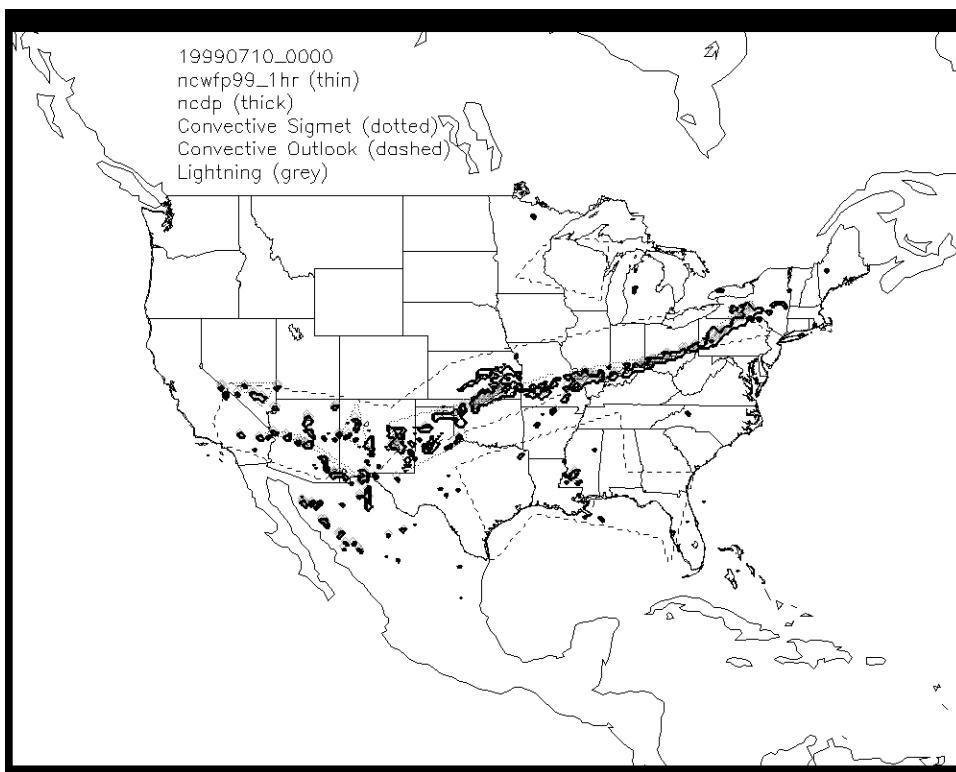 19990710_0000
ncwfp99_1hr (thin)
ncdp (thick)
Convective Sigmet (dotted)
Convective Outlook (dashed)
Lightning (grey)